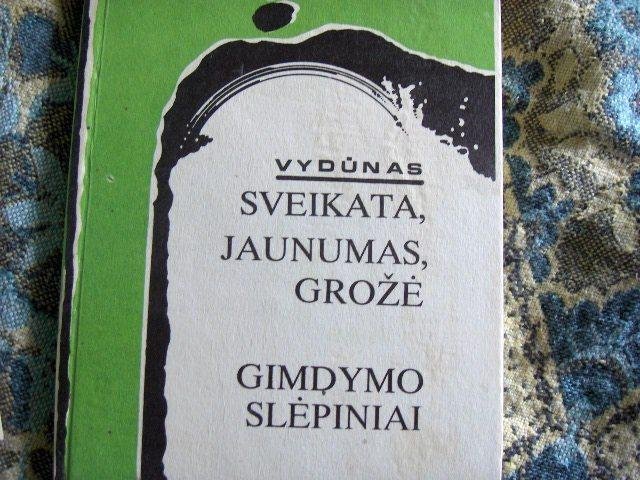 VYDŪNAS
SVEIKATA,
JAUNUMAS,
GROŽĖ
GIMDYMO
SLĖPINIAI